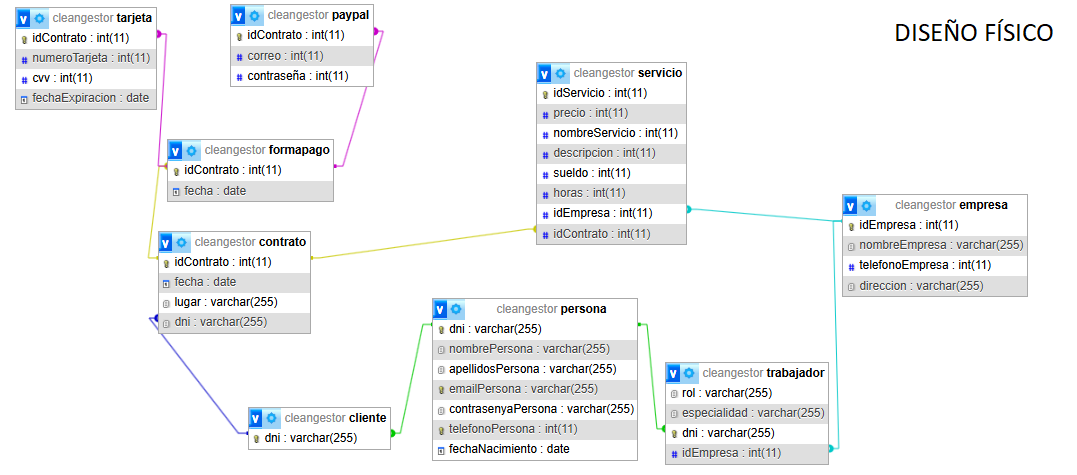 DISEÑO FÍSICO
cleangestor tarjeta
idContrato : int(11)
numeroTarjeta : int(11)
cvv : int(11)
fechaExpiracion : date
cleangestor paypal
idContrato : int(11)
correo : int(11)
contraseña : int(11)
cleangestor formapago
idContrato : int(11)
fecha : date
cleangestor servicio
idServicio : int(11)
precio : int(11)
nombreServicio : int(11)
descripcion : int(11)
sueldo : int(11)
horas : int(11)
idEmpresa : int(11)
idContrato : int(11)
cleangestor empresa
idEmpresa : int(11)
nombreEmpresa : varchar(255)
telefonoEmpresa : int(11)
direccion : varchar(255)
cleangestor contrato
idContrato : int(11)
fecha : date
lugar : varchar(255)
dni : varchar(255)
cleangestor persona
dni : varchar(255)
nombrePersona : varchar(255)
apellidosPersona : varchar(255)
emailPersona : varchar(255)
contrasenyaPersona : varchar(255)
telefonoPersona : int(11)
fechaNacimiento : date
cleangestor trabajador
rol : varchar(255)
especialidad : varchar(255)
dni : varchar(255)
idEmpresa : int(11)
cleangestor cliente
dni : varchar(255)